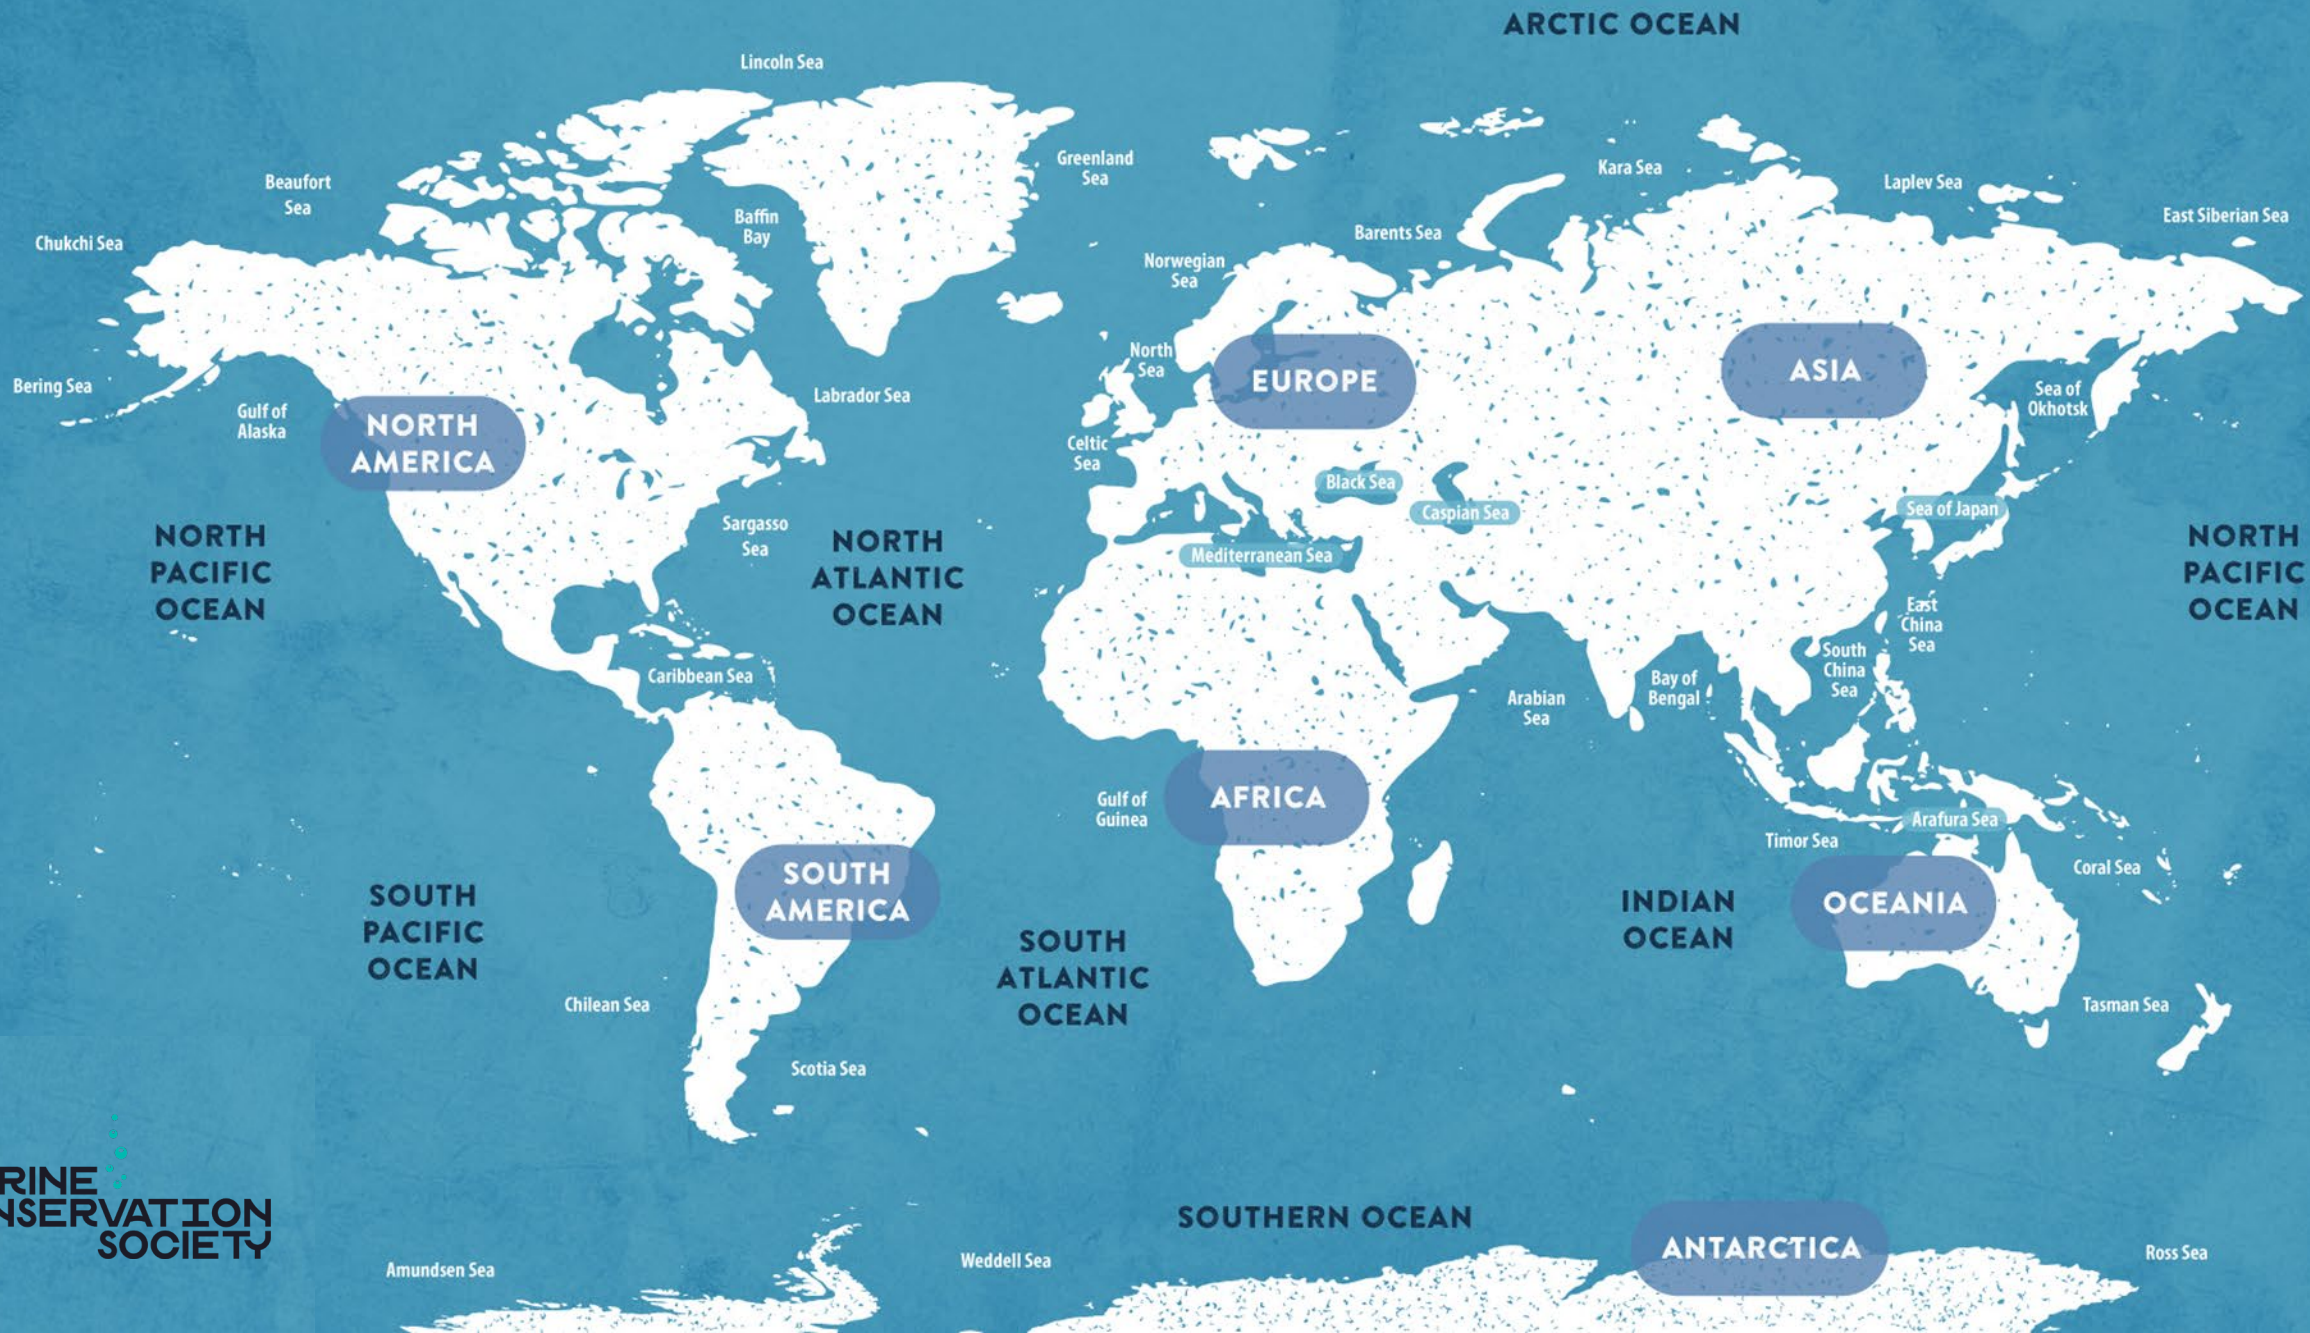 ARCTIC OCEAN
Lincoln Sea
Greenland
Sea
Kara Sea
Beaufort
Sea
Laplev Sea
Baffin
Bay
East Siberian Sea
Chukchi Sea
Barents Sea
Norwegian
Sea
North
Sea
EUROPE
ASIA
Bering Sea
Labrador Sea
Sea of
Okhotsk
Gulf of
Alaska
NORTH
AMERICA
Celtic
Sea
Black Sea
Caspian Sea
Sea of Japan
Sargasso
Sea
NORTH
PACIFIC
OCEAN
NORTH
ATLANTIC
OCEAN
Mediterranean Sea
NORTH
PACIFIC
OCEAN
East
China
Sea
South
China
Sea
Caribbean Sea
Bay of
Bengal
Arabian
Sea
Gulf of
Guinea
AFRICA
Arafura Sea
Timor Sea
Coral Sea
SOUTH
AMERICA
SOUTH
PACIFIC
OCEAN
INDIAN
OCEAN
OCEANIA
SOUTH
ATLANTIC
OCEAN
Chilean Sea
Tasman Sea
Scotia Sea
RINE
NSERVATION
SOCIETY
SOUTHERN OCEAN
ANTARCTICA
Amundsen Sea
Weddell Sea
Ross Sea